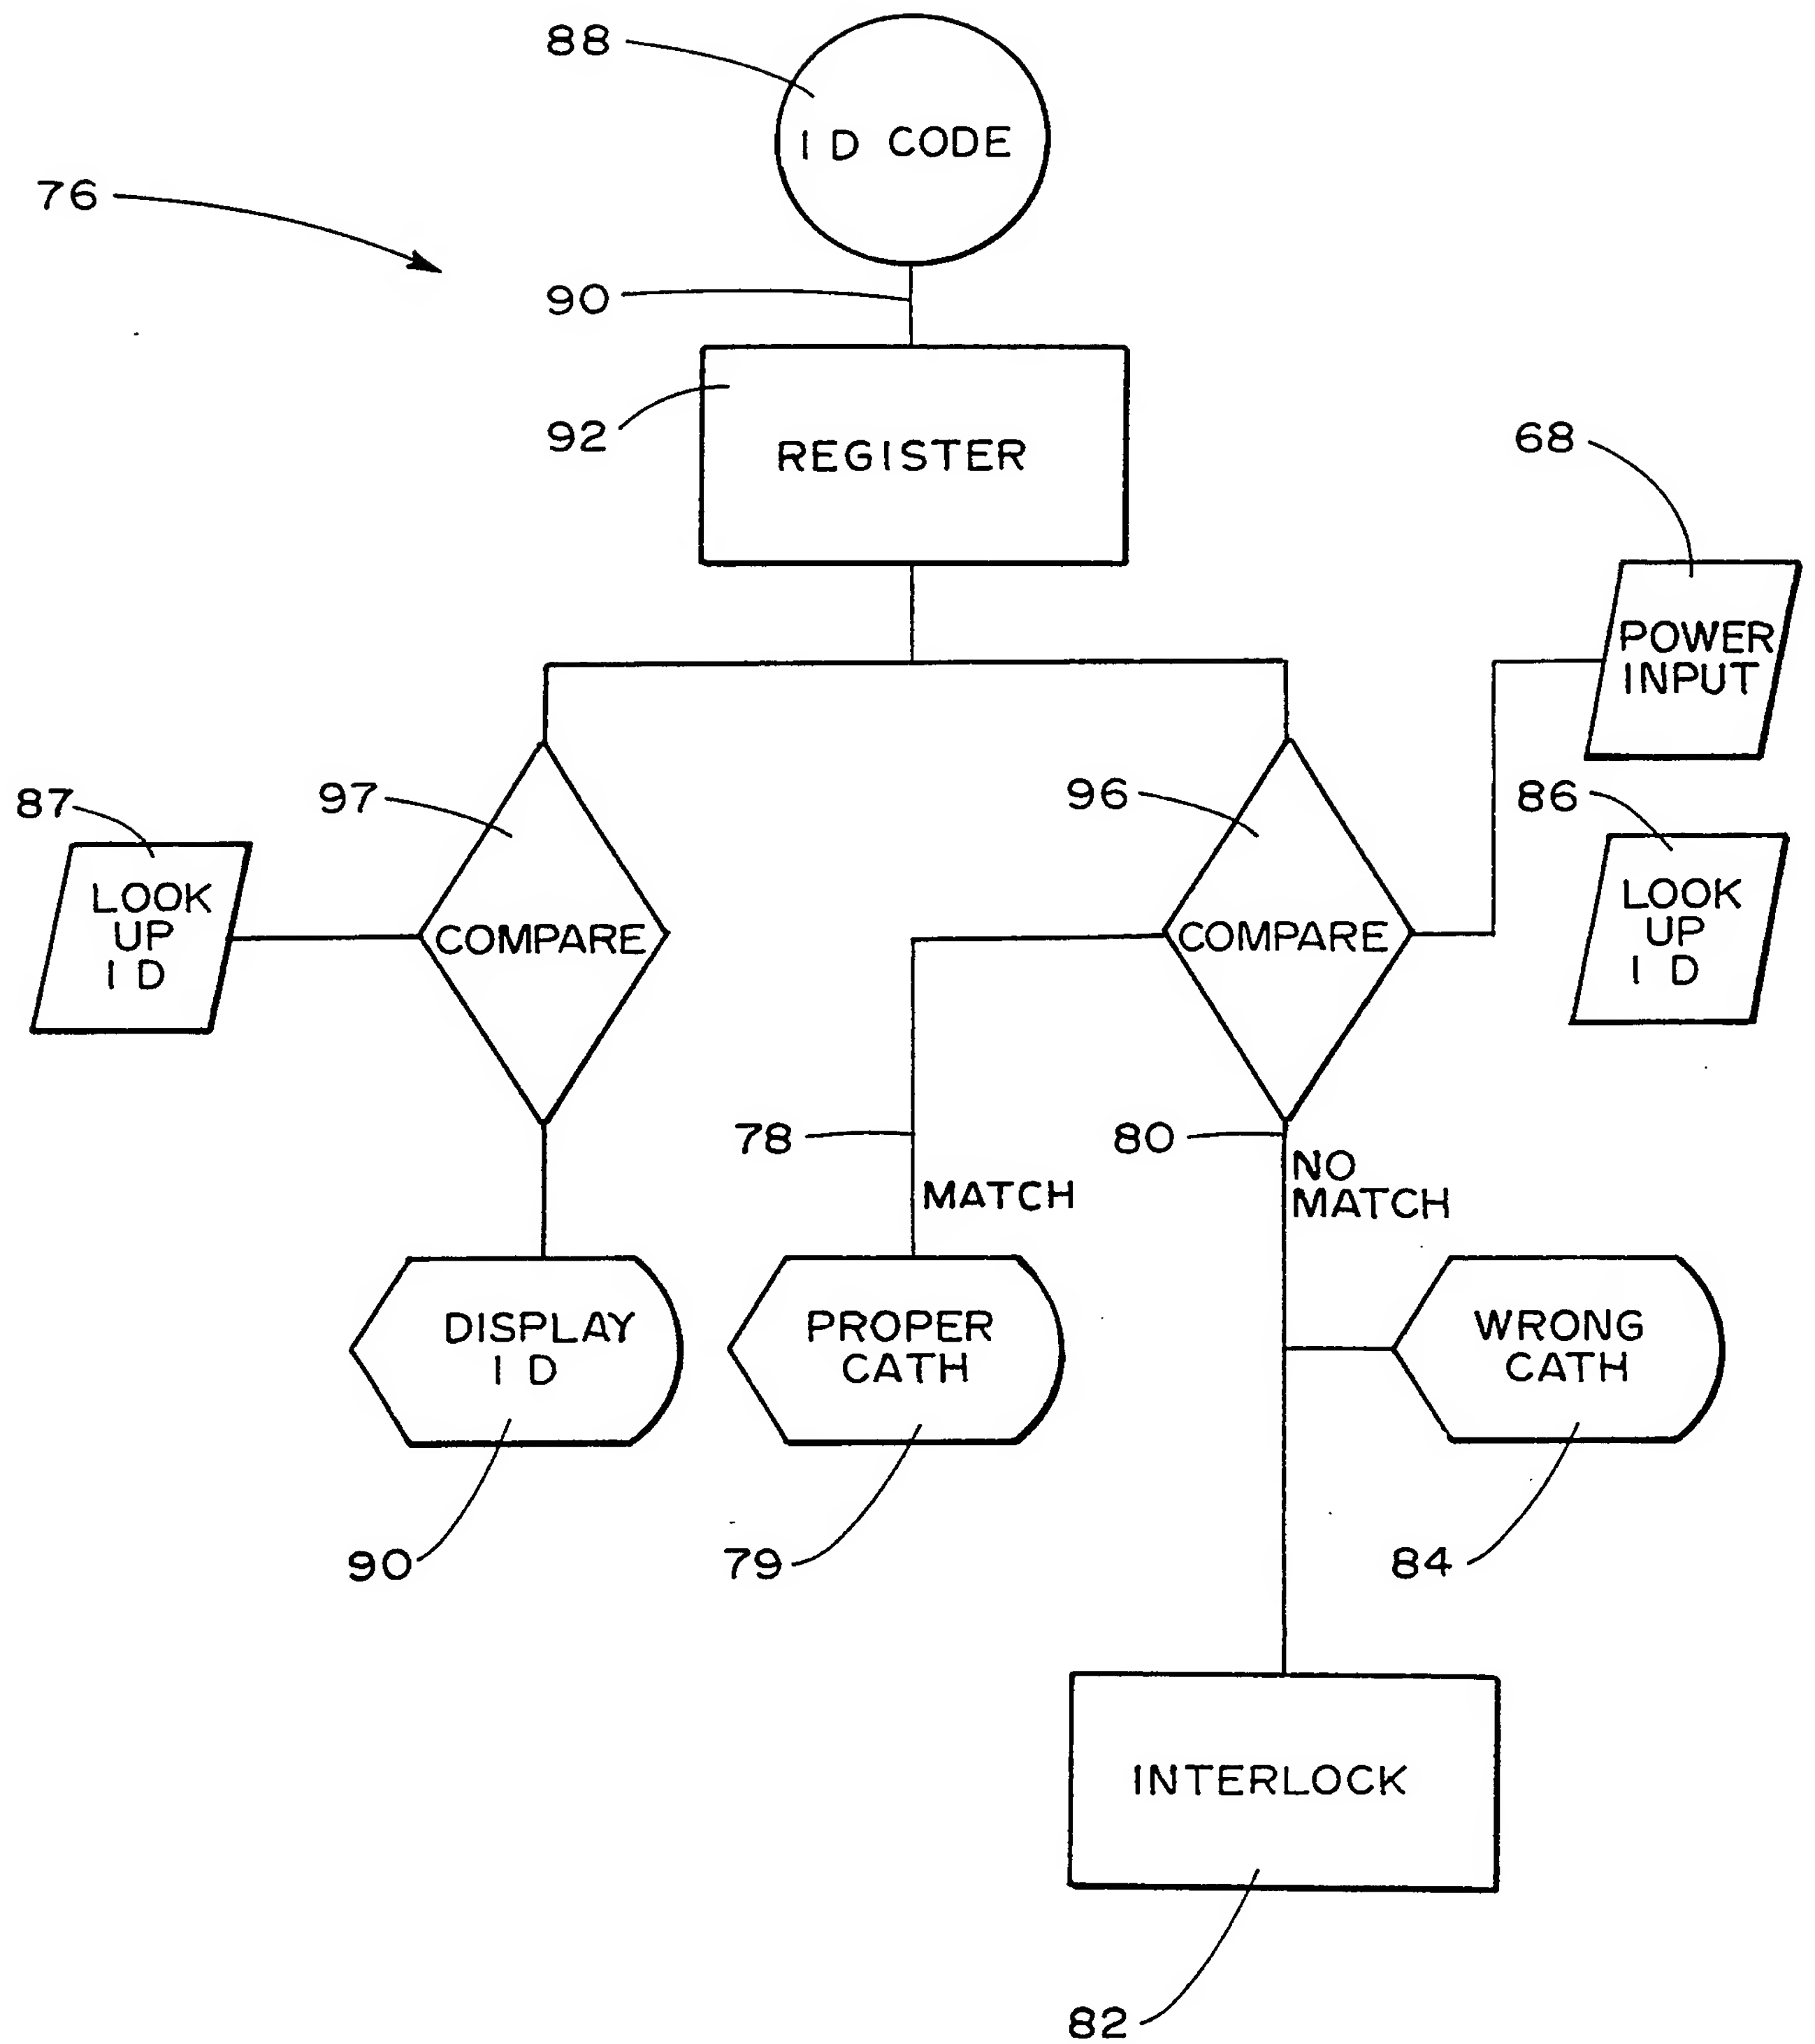 88
I D CODE
76
90
92
REGISTER
68
POWER
INPUT
87
97
96
86
LOOK
UP
I D
COMPARE
COMPARE
LOOK
UP
I D
78
80
NO
MATCH
MATCH
DISPLAY
I D
PROPER
CATH
WRONG
CATH
90
79
84
INTERLOCK
82